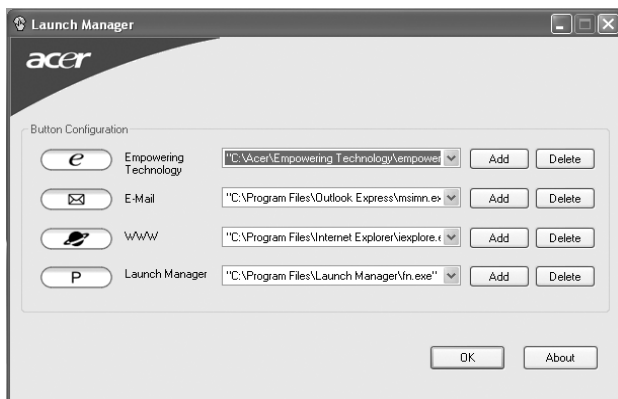 Launch Manager
acer
Button Configuration
e
Empowering
Technology
"C:\Acer\Empowering Technology\empower
Add
Delete
E-Mail
"C:\Program Files\Outlook Express\msimn.ex
Add
Delete
WWW
"C:\Program Files\Internet Explorer\iexplore.e
Add
Delete
P
Launch Manager
"C:\Program Files\Launch Manager\fn.exe"
Add
Delete
OK
About